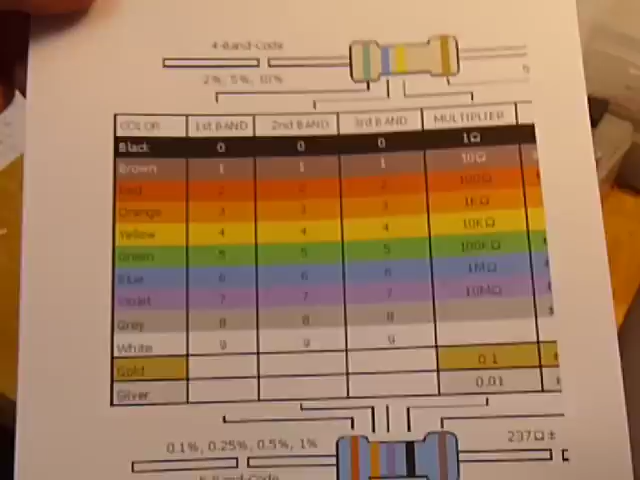 4-Band-Code
2%, 5%, 10%
COLOR 1st BAND 2nd BAND 3rd BAND MULTIPLIER
Black 0 0 0 1Ω
Brown 1 1 1 10Ω
Red 2 2 2 100Ω
Orange 3 3 3 1KΩ
Yellow 4 4 4 10KΩ
Green 5 5 5 100KΩ
Blue 6 6 6 1MΩ
Violet 7 7 7 10MΩ
Grey 8 8 8
White 9 9 9
Gold 0.1
Silver 0.01
0.1%, 0.25%, 0.5%, 1%
237Ω ±
5-Band-Code